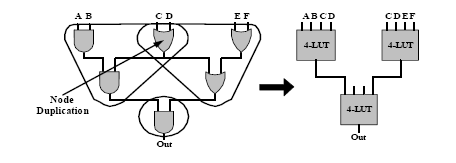 A B
C D
E F
Node
Duplication
Out
A B C D
C D E F
4-LUT
4-LUT
4-LUT
Out